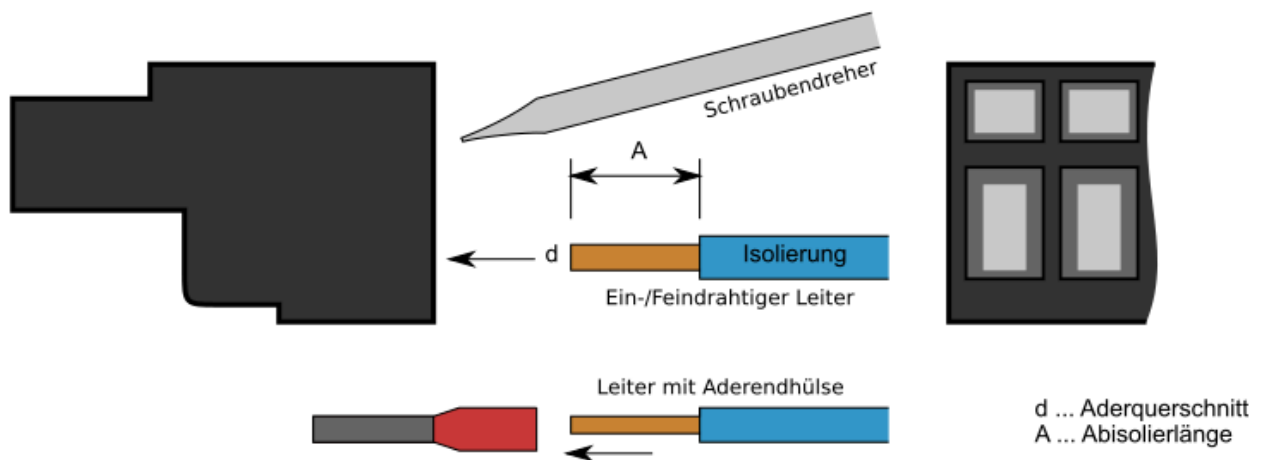 Schraubendreher
A
d
Isolierung
Ein-/Feindrahtiger Leiter
Leiter mit Aderendhülse
d ... Aderquerschnitt
A ... Abisolierlänge